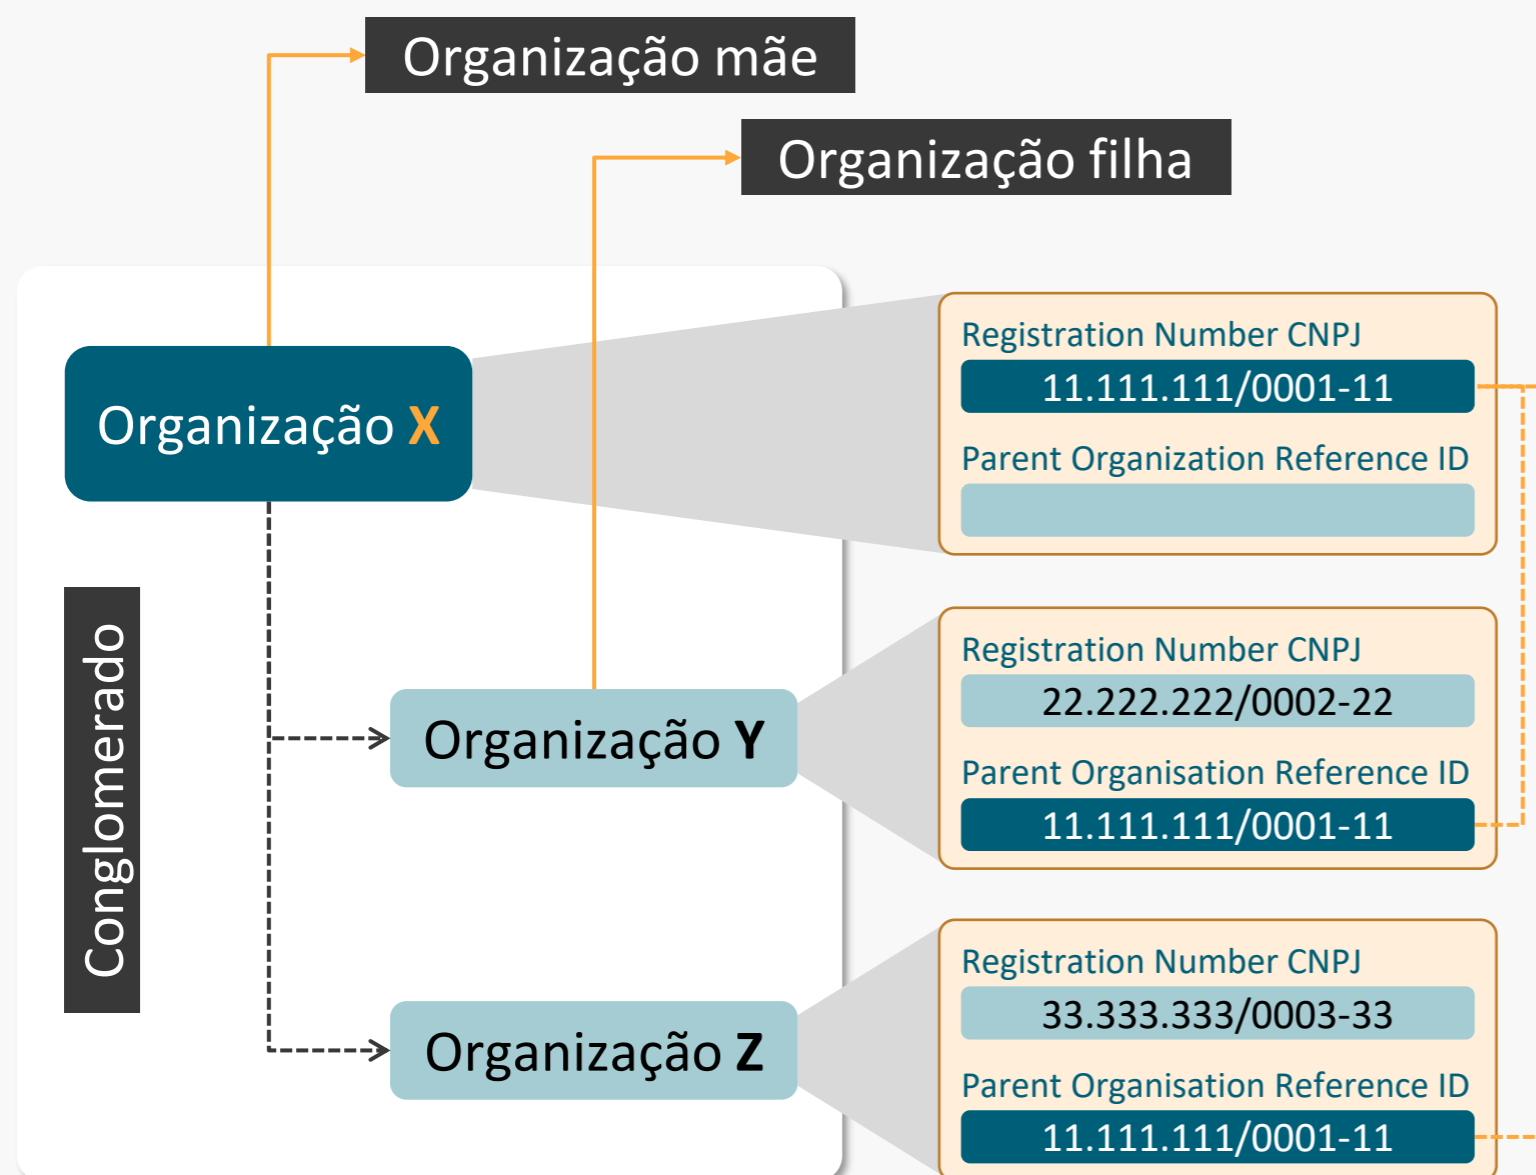 Organização mãe
Organização filha
Organização X
Registration Number CNPJ
11.111.111/0001-11
Parent Organization Reference ID
Conglomerado
Organização Y
Registration Number CNPJ
22.222.222/0002-22
Parent Organisation Reference ID
11.111.111/0001-11
Organização Z
Registration Number CNPJ
33.333.333/0003-33
Parent Organisation Reference ID
11.111.111/0001-11